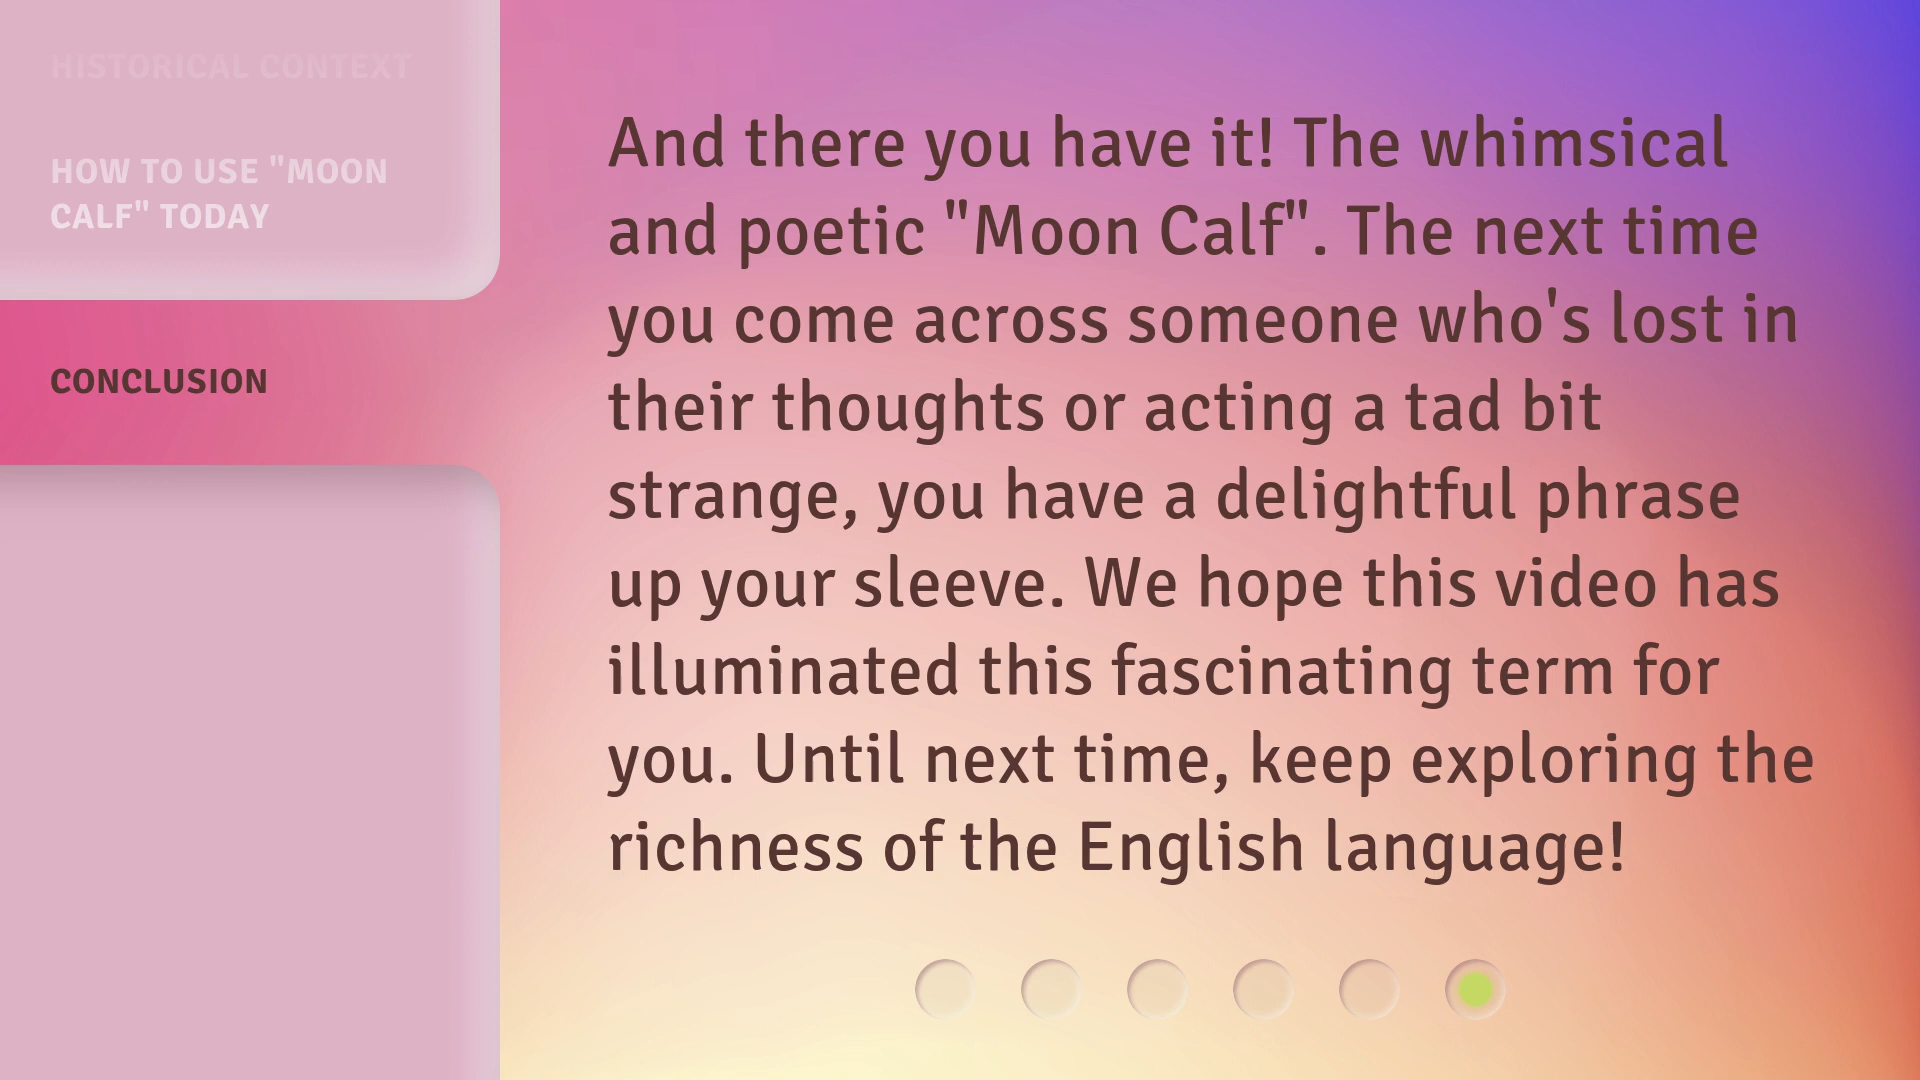 HISTORICAL CONTEXT
HOW TO USE "MOON
CALF" TODAY
CONCLUSION
And there you have it! The whimsical
and poetic "Moon Calf". The next time
you come across someone who's lost in
their thoughts or acting a tad bit
strange, you have a delightful phrase
up your sleeve. We hope this video has
illuminated this fascinating term for
you. Until next time, keep exploring the
richness of the English language!